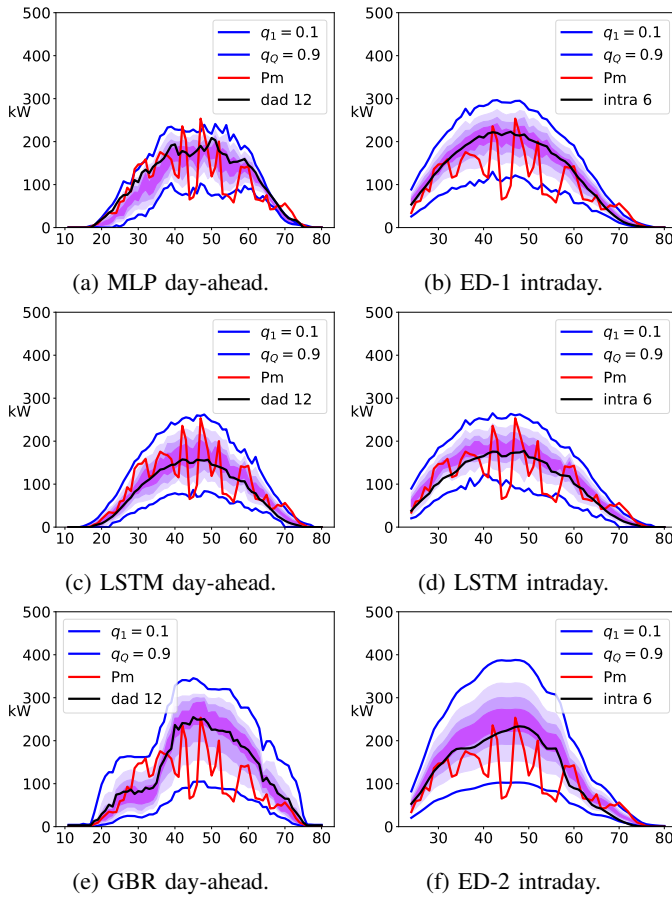 500
400
300
200
100
0
kW
10 20 30 40 50 60 70 80
q₁ = 0.1
q_Q = 0.9
Pm
dad 12
(a) MLP day-ahead.
500
400
300
200
100
0
kW
30 40 50 60 70 80
q₁ = 0.1
q_Q = 0.9
Pm
intra 6
(b) ED-1 intraday.
500
400
300
200
100
0
kW
10 20 30 40 50 60 70 80
q₁ = 0.1
q_Q = 0.9
Pm
dad 12
(c) LSTM day-ahead.
500
400
300
200
100
0
kW
30 40 50 60 70 80
q₁ = 0.1
q_Q = 0.9
Pm
intra 6
(d) LSTM intraday.
500
400
300
200
100
0
kW
10 20 30 40 50 60 70 80
q₁ = 0.1
q_Q = 0.9
Pm
dad 12
(e) GBR day-ahead.
500
400
300
200
100
0
kW
30 40 50 60 70 80
q₁ = 0.1
q_Q = 0.9
Pm
intra 6
(f) ED-2 intraday.